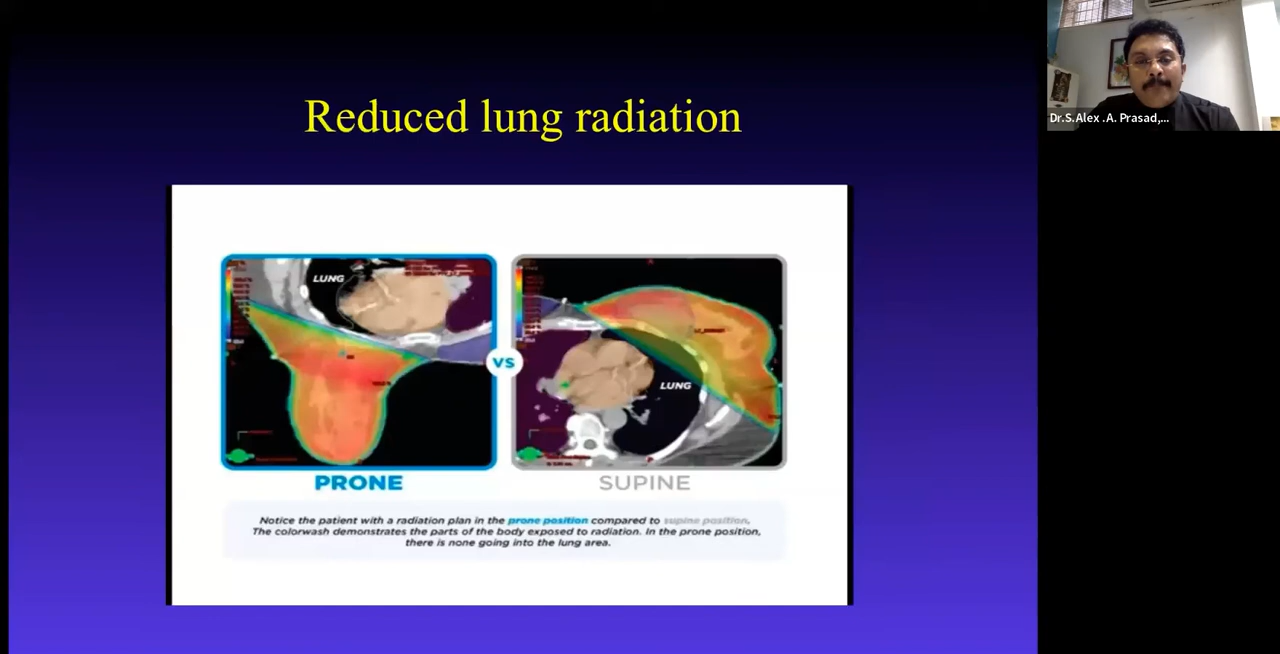 Reduced lung radiation
Dr.S.Alex .A. Prasad,...
LUNG
VS
LUNG
PRONE
SUPINE
Notice the patient with a radiation plan in the prone position compared to supine position.
The colorwash demonstrates the parts of the body exposed to radiation. In the prone position,
there is none going into the lung area.